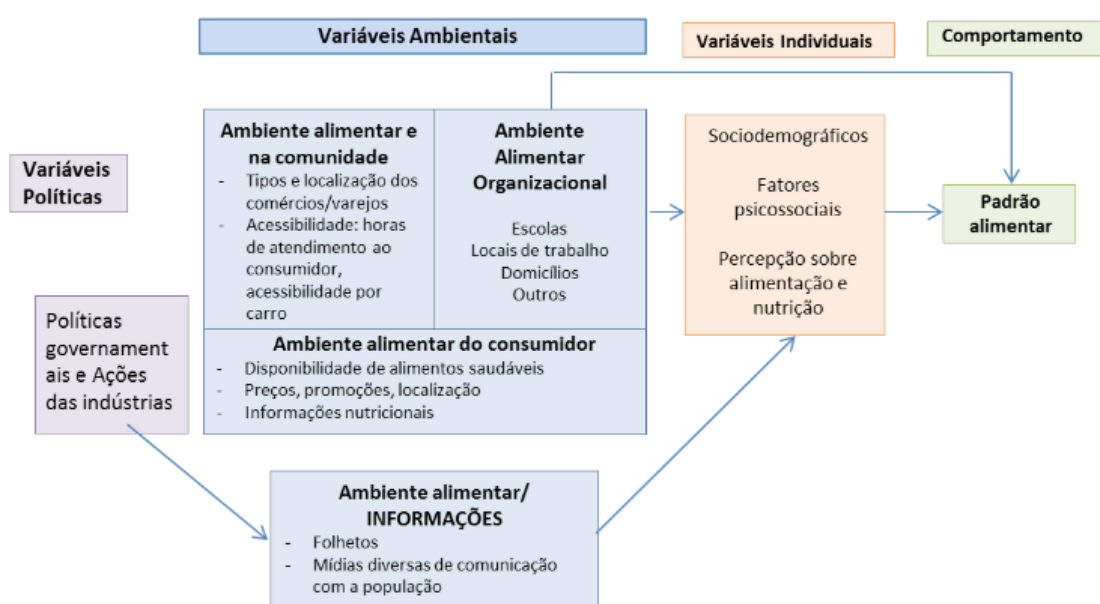 Variáveis Ambientais
Variáveis Individuais
Comportamento
Variáveis
Políticas
Políticas
governament
ais e Ações
das indústrias
Ambiente alimentar e
na comunidade
- Tipos e localização dos
comércios/varejos
- Acessibilidade: horas
de atendimento ao
consumidor,
acessibilidade por
carro
Ambiente
Alimentar
Organizacional
Escolas
Locais de trabalho
Domicílios
Outros
Ambiente alimentar do consumidor
- Disponibilidade de alimentos saudáveis
- Preços, promoções, localização
- Informações nutricionais
Ambiente alimentar/
INFORMAÇÕES
- Folhetos
- Mídias diversas de comunicação
com a população
Sociodemográficos
Fatores
psicossociais
Percepção sobre
alimentação e
nutrição
Padrão
alimentar